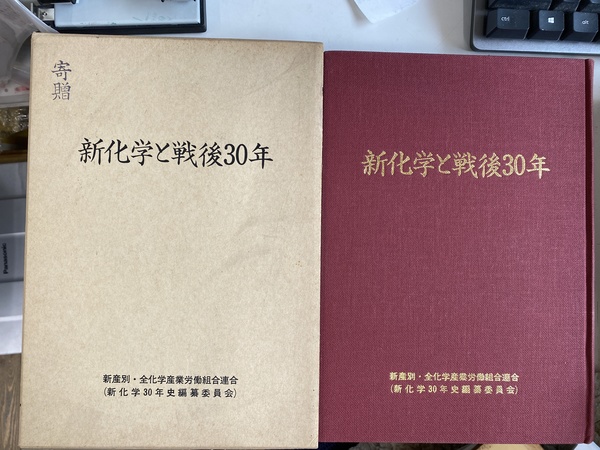 寄
贈
新化学と戦後30年
新産別・全化学産業労働組合連合
(新化学30年史編纂委員会)
新化学と戦後30年
新産別・全化学産業労働組合連合
(新化学30年史編纂委員会)
Panasonic
Ctrl